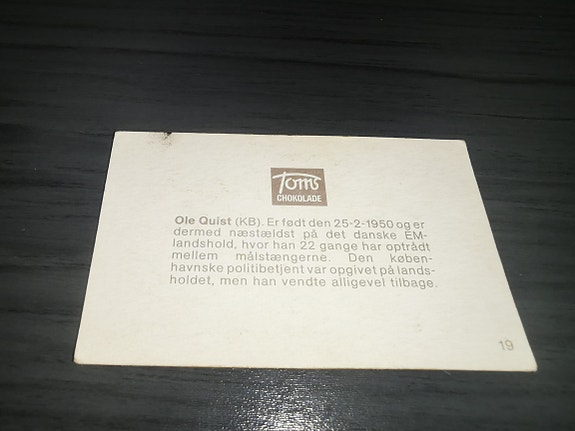 Toms
CHOKOLADE
Ole Quist (KB). Er født den 25-2-1950 og er
dermed næstældst på det danske EM-
landshold, hvor han 22 gange har optrådt
mellem målstængerne. Den køben-
havnske politibetjent var opgivet på lands-
holdet, men han vendte alligevel tilbage.
19